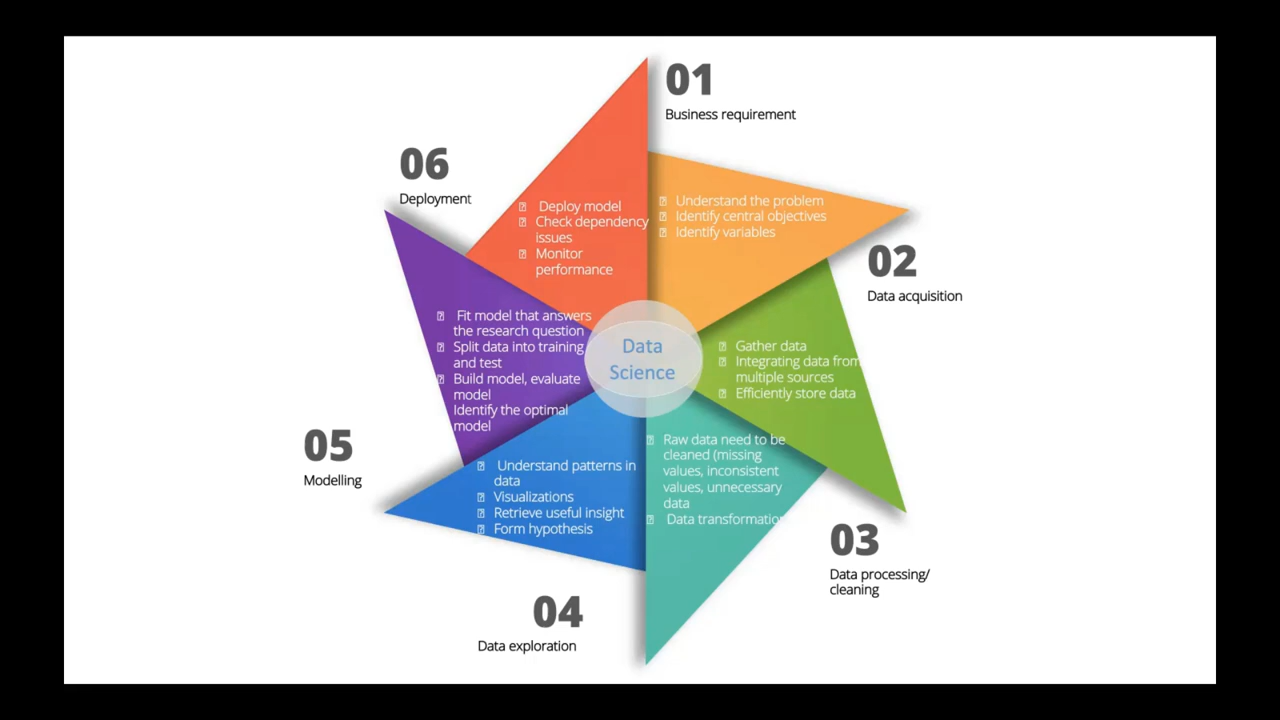 01
Business requirement
Understand the problem
Identify central objectives
Identify variables
02
Data acquisition
Gather data
Integrating data from
multiple sources
Efficiently store data
03
Data processing/
cleaning
Raw data need to be
cleaned (missing
values, inconsistent
values, unnecessary
data
Data transformation
04
Data exploration
Understand patterns in
data
Visualizations
Retrieve useful insight
Form hypothesis
05
Modelling
Fit model that answers
the research question
Split data into training
and test
Build model, evaluate
model
Identify the optimal
model
06
Deployment
Deploy model
Check dependency
issues
Monitor
performance
Data
Science